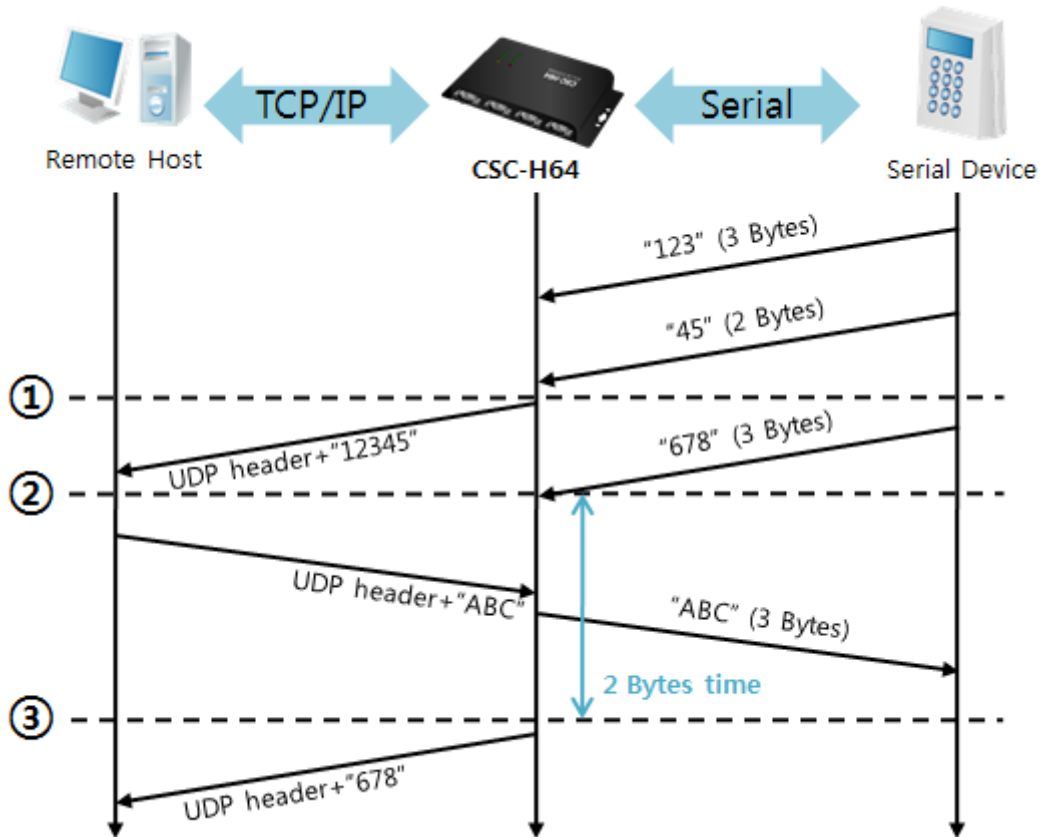 TCP/IP
Serial
Remote Host
CSC-H64
Serial Device
"123" (3 Bytes)
"45" (2 Bytes)
①
UDP header+"12345"
"678" (3 Bytes)
②
UDP header+"ABC"
"ABC" (3 Bytes)
2 Bytes time
③
UDP header+"678"